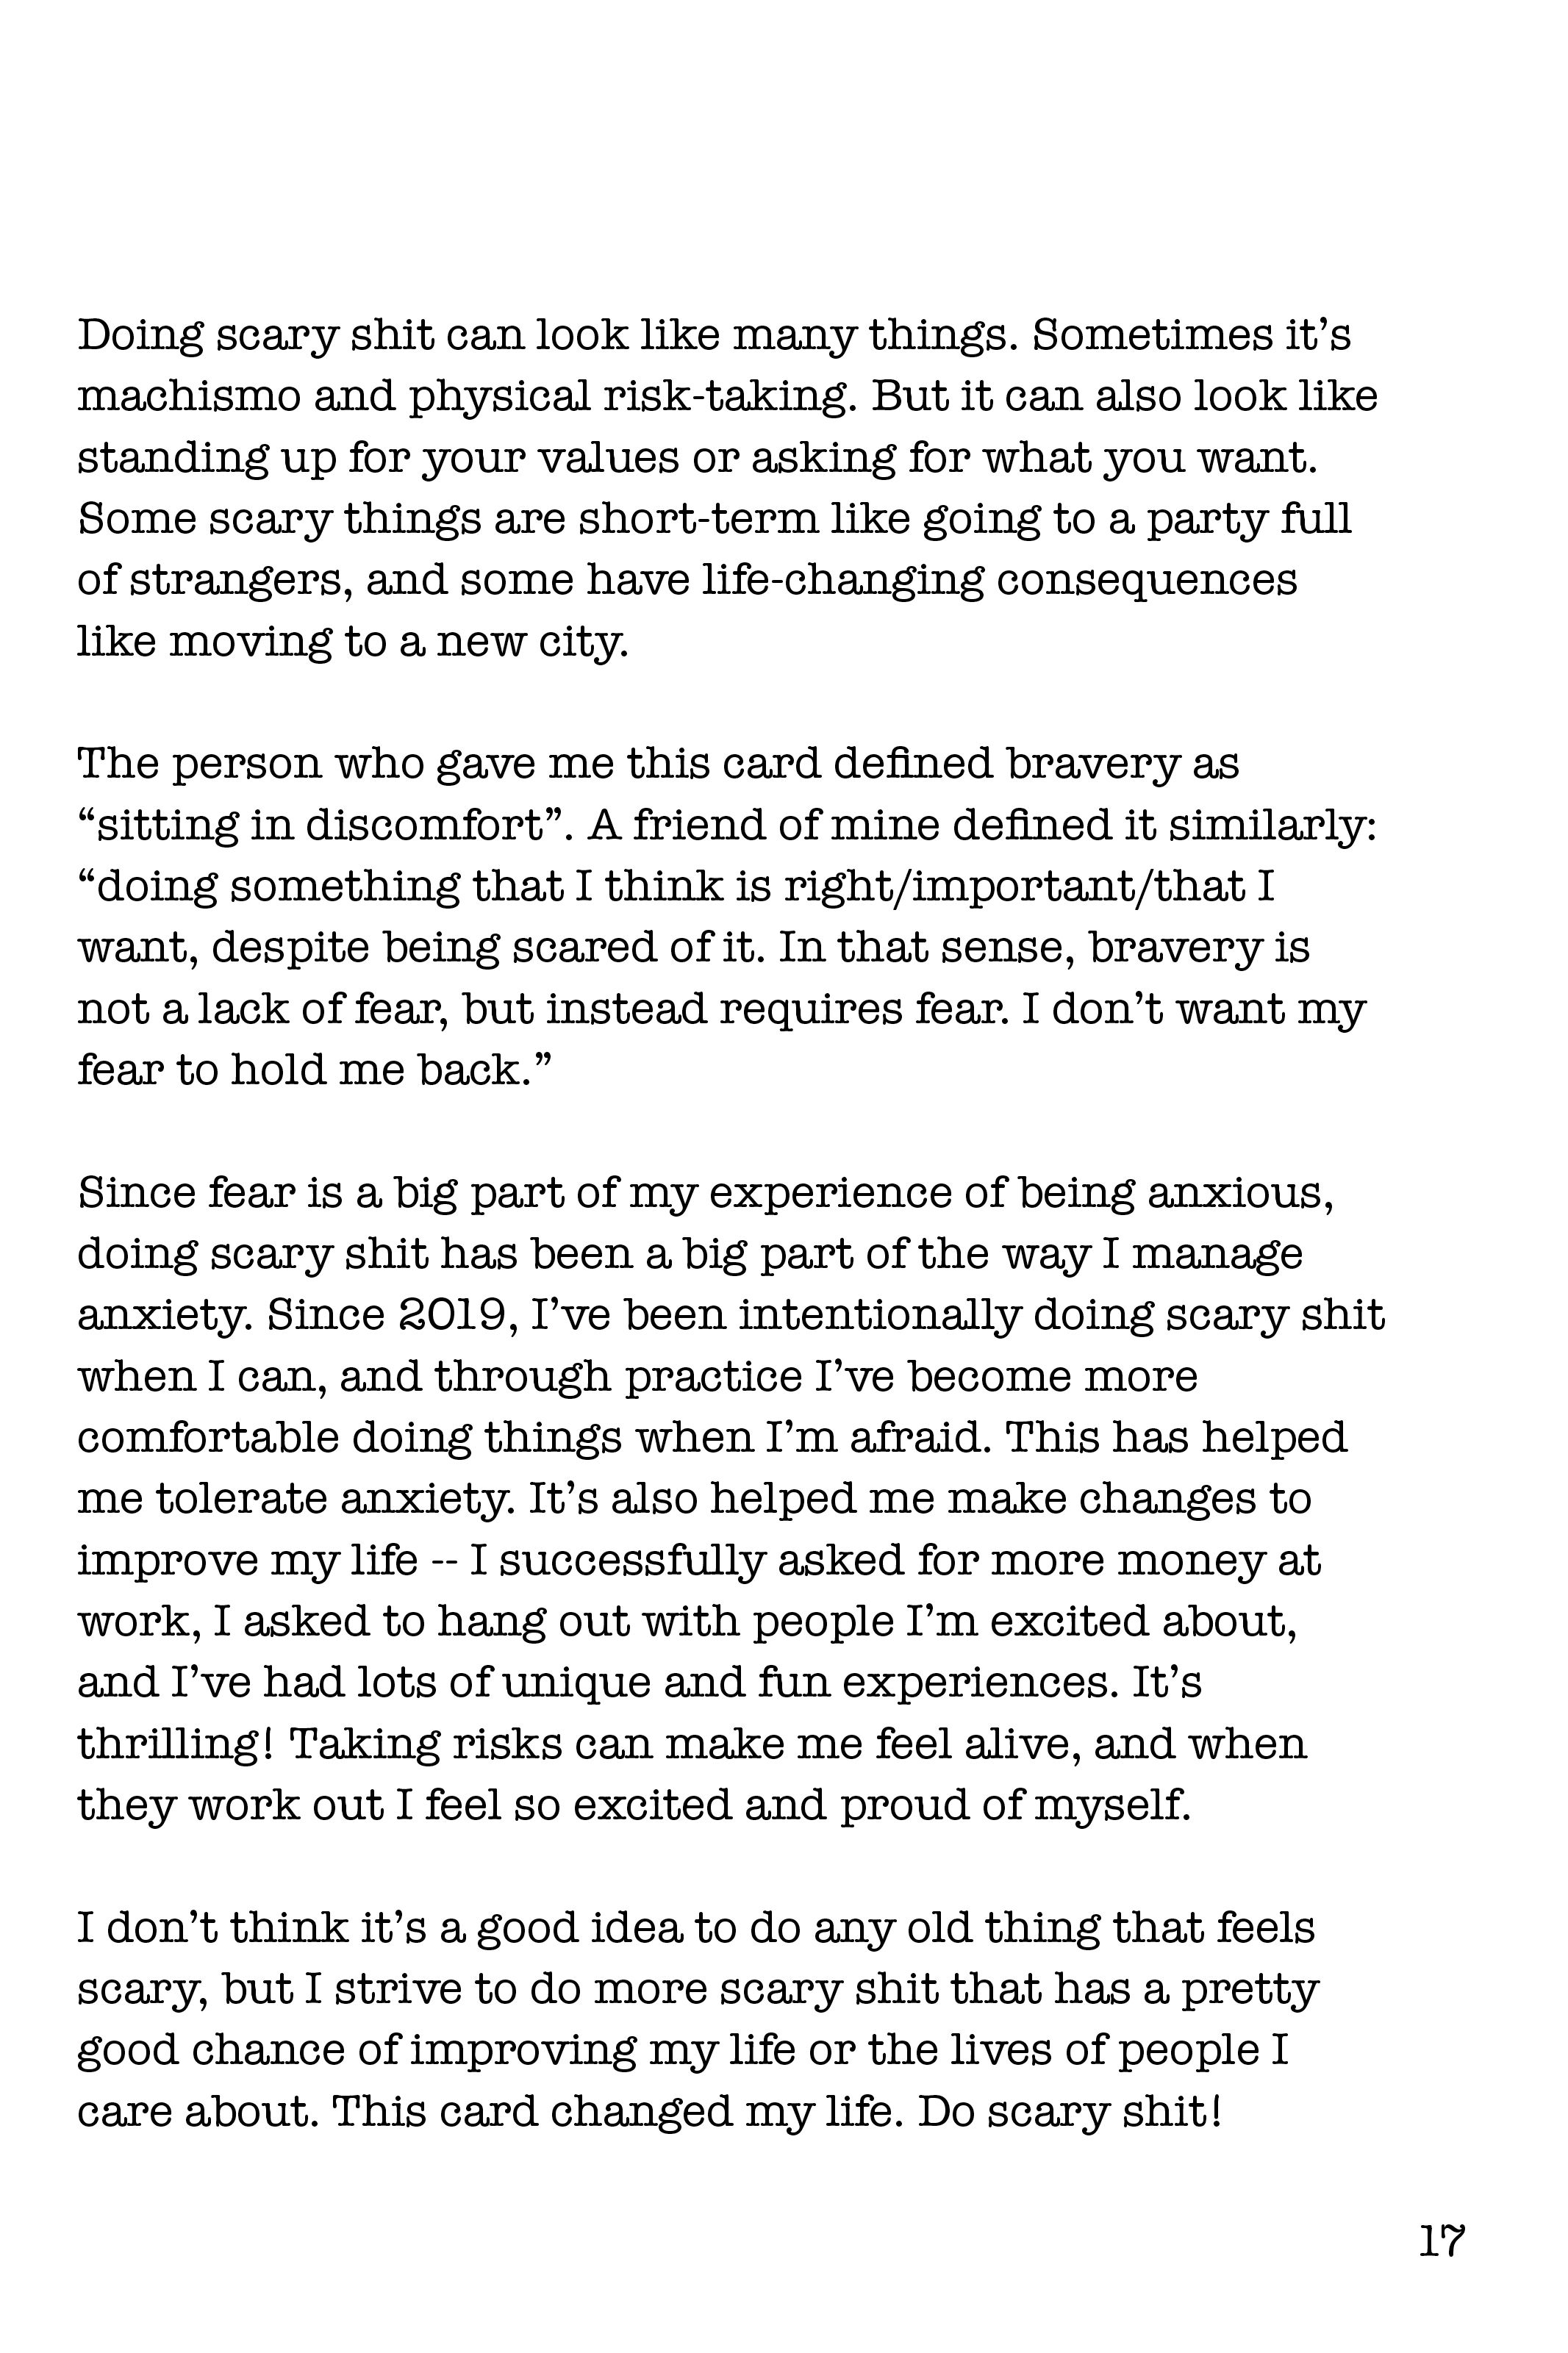 Doing scary shit can look like many things. Sometimes it’s
machismo and physical risk-taking. But it can also look like
standing up for your values or asking for what you want.
Some scary things are short-term like going to a party full
of strangers, and some have life-changing consequences
like moving to a new city.
The person who gave me this card defined bravery as
“sitting in discomfort”. A friend of mine defined it similarly:
“doing something that I think is right/important/that I
want, despite being scared of it. In that sense, bravery is
not a lack of fear, but instead requires fear. I don’t want my
fear to hold me back.”
Since fear is a big part of my experience of being anxious,
doing scary shit has been a big part of the way I manage
anxiety. Since 2019, I’ve been intentionally doing scary shit
when I can, and through practice I’ve become more
comfortable doing things when I’m afraid. This has helped
me tolerate anxiety. It’s also helped me make changes to
improve my life -- I successfully asked for more money at
work, I asked to hang out with people I’m excited about,
and I’ve had lots of unique and fun experiences. It’s
thrilling! Taking risks can make me feel alive, and when
they work out I feel so excited and proud of myself.
I don’t think it’s a good idea to do any old thing that feels
scary, but I strive to do more scary shit that has a pretty
good chance of improving my life or the lives of people I
care about. This card changed my life. Do scary shit!
17